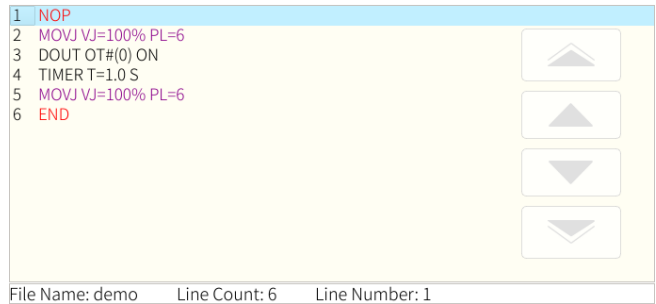 1 NOP
2 MOVJ VJ=100% PL=6
3 DOUT OT#(0) ON
4 TIMER T=1.0 S
5 MOVJ VJ=100% PL=6
6 END
File Name: demo Line Count: 6 Line Number: 1